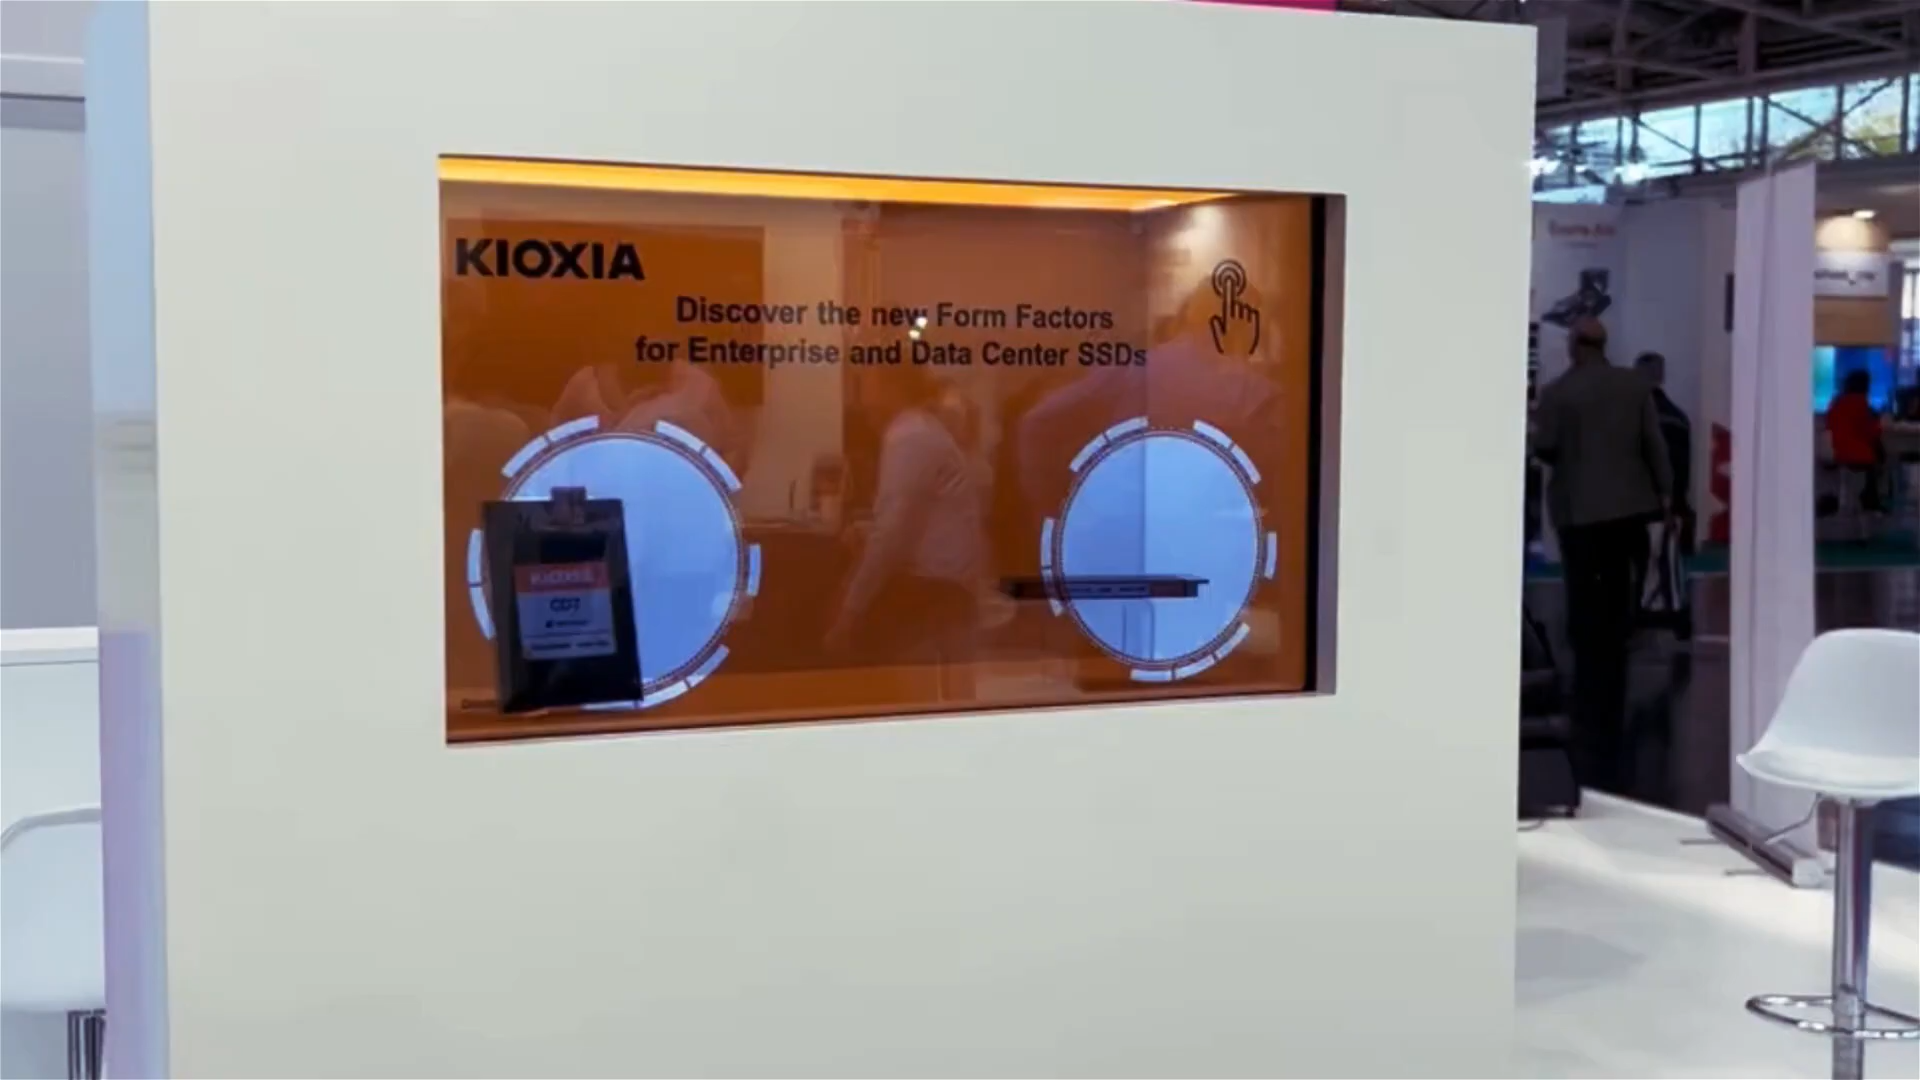 KIOXIA
Discover the new Form Factors
for Enterprise and Data Center SSDs
KIOXIA
CD7